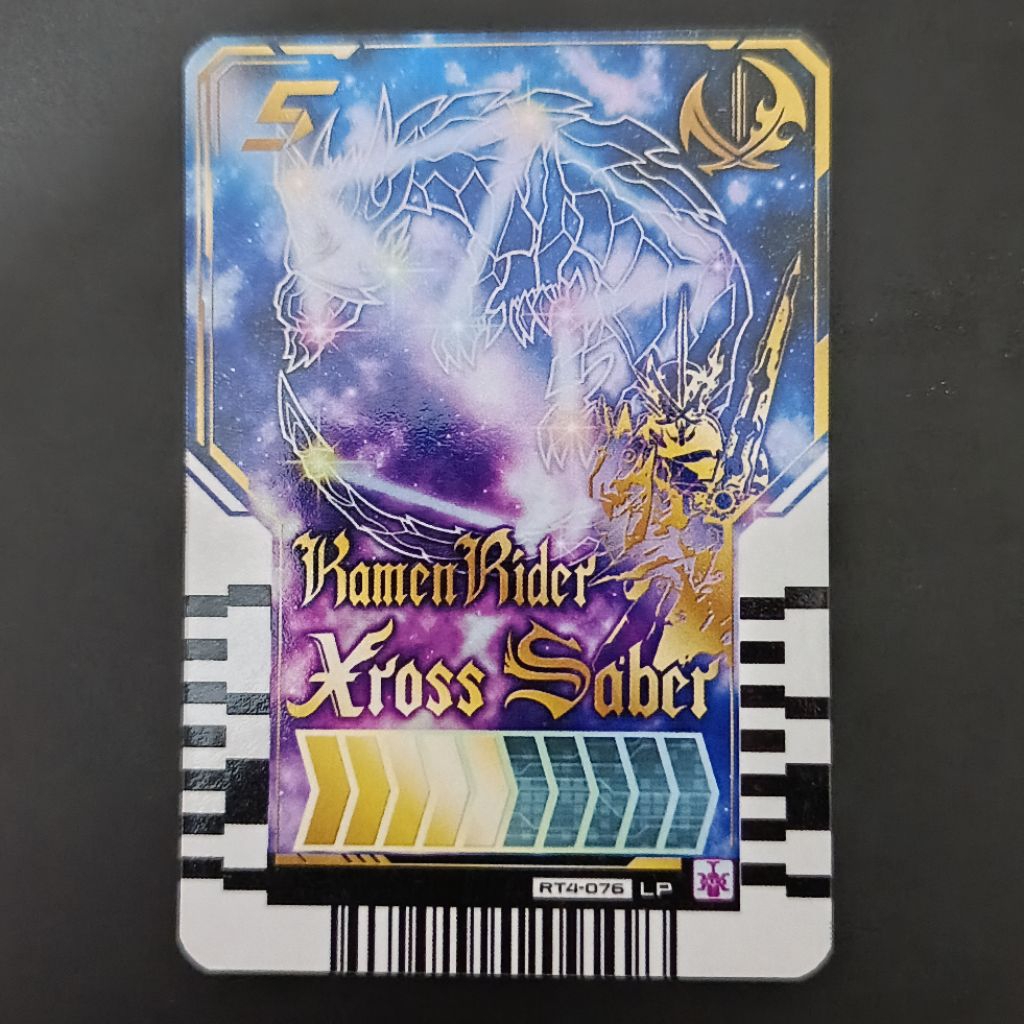 5
Kamen Rider
Xross Saber
RT4-076 LP